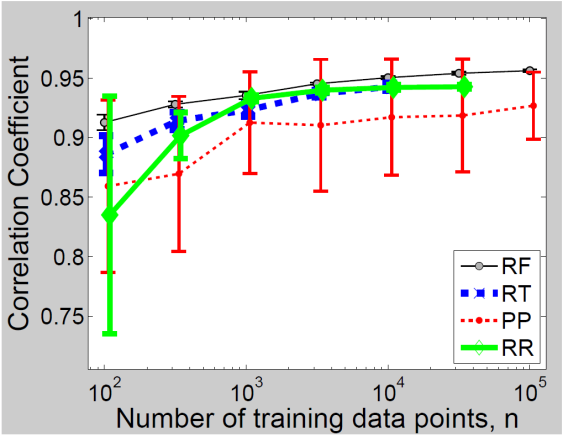 Correlation Coefficient
1
0.95
0.9
0.85
0.8
0.75
10^2
10^3
10^4
10^5
Number of training data points, n
RF
RT
PP
RR